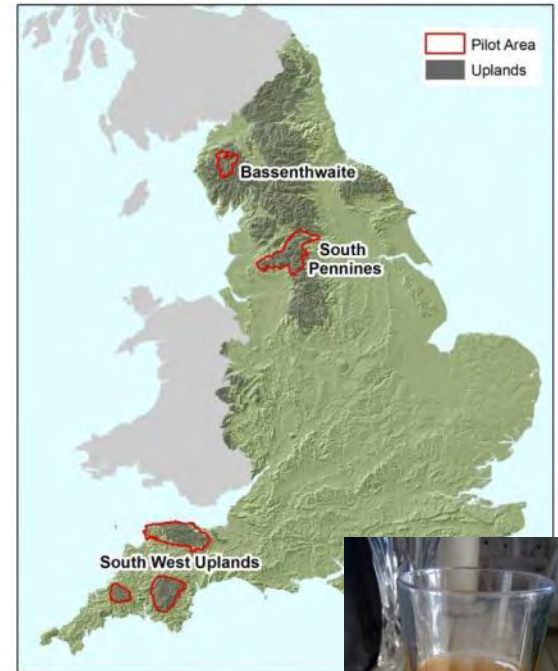 Pilot Area
Uplands
Bassenthwaite
South
Pennines
South West Uplands